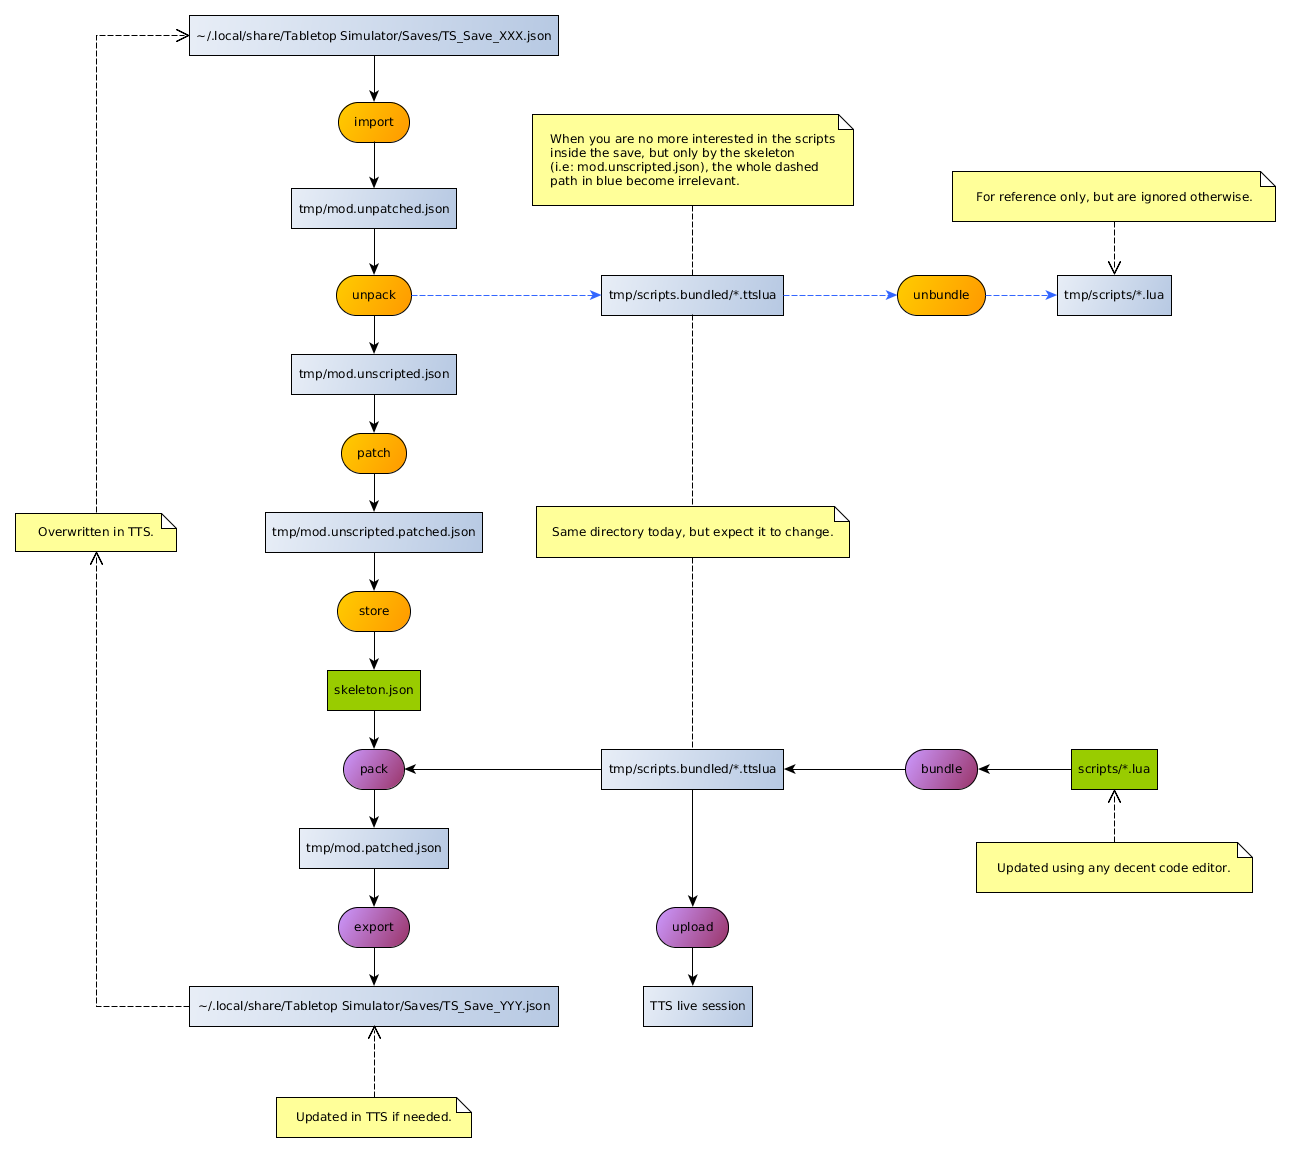 ~/.local/share/Tabletop Simulator/Saves/TS_Save_XXX.json
import
When you are no more interested in the scripts
inside the save, but only by the skeleton
(i.e: mod.unscripted.json), the whole dashed
path in blue become irrelevant.
For reference only, but are ignored otherwise.
tmp/mod.unpatched.json
unpack
tmp/scripts.bundled/*.ttslua
unbundle
tmp/scripts/*.lua
tmp/mod.unscripted.json
patch
Overwritten in TTS.
tmp/mod.unscripted.patched.json
Same directory today, but expect it to change.
store
skeleton.json
pack
tmp/scripts.bundled/*.ttslua
bundle
scripts/*.lua
tmp/mod.patched.json
Updated using any decent code editor.
export
upload
~/.local/share/Tabletop Simulator/Saves/TS_Save_YYY.json
TTS live session
Updated in TTS if needed.